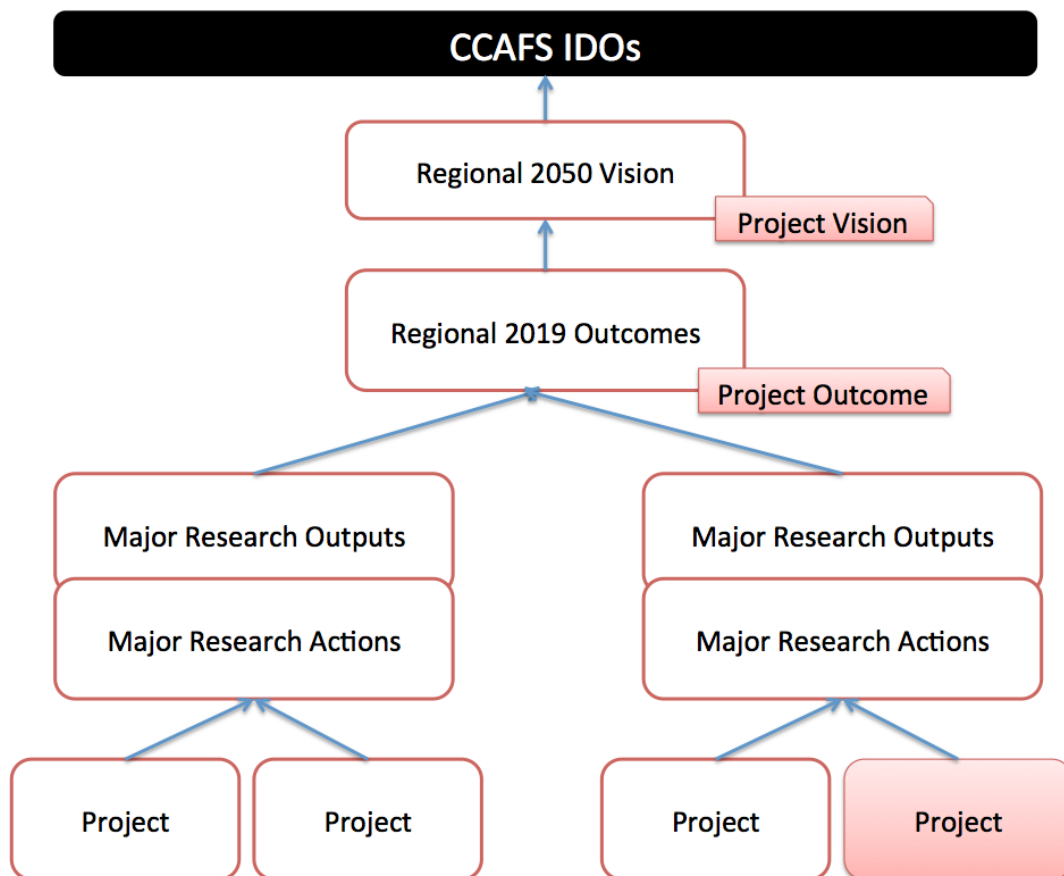 CCAFS IDOs
Regional 2050 Vision
Project Vision
Regional 2019 Outcomes
Project Outcome
Major Research Outputs
Major Research Outputs
Major Research Actions
Major Research Actions
Project
Project
Project
Project